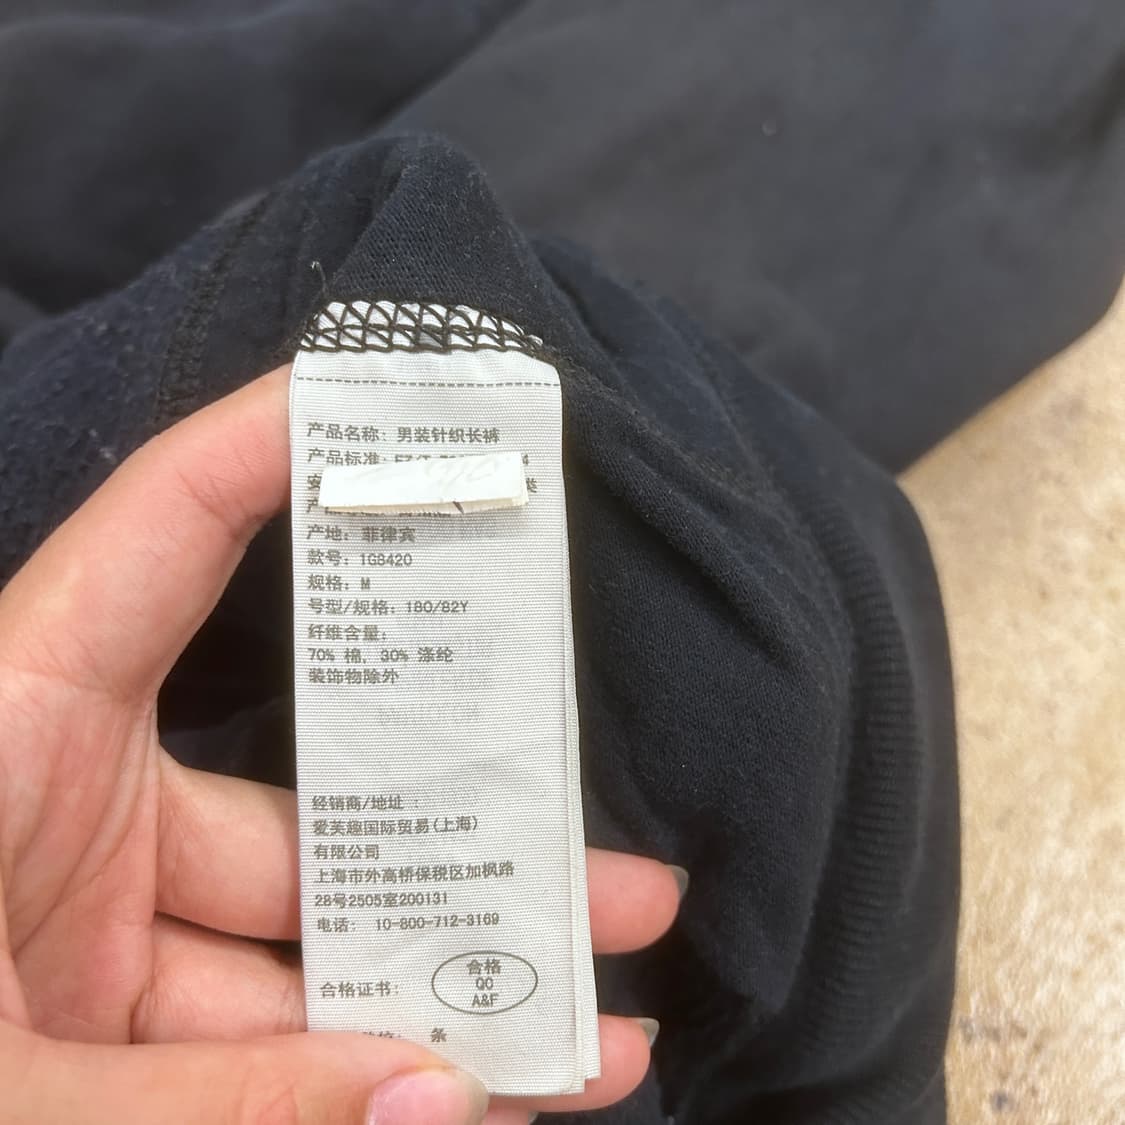 产品名称: 男装针织长裤
产品标准: FZ/T
产地: 菲律宾
款号: 1G8420
规格: M
号型/规格: 180/82Y
纤维含量:
70% 棉, 30% 涤纶
装饰物除外
经销商/地址 :
爱芙趣国际贸易(上海)
有限公司
上海市外高桥保税区加枫路
28号2505室200131
电话: 10-800-712-3169
合格
QC
A&F
合格证书:
条